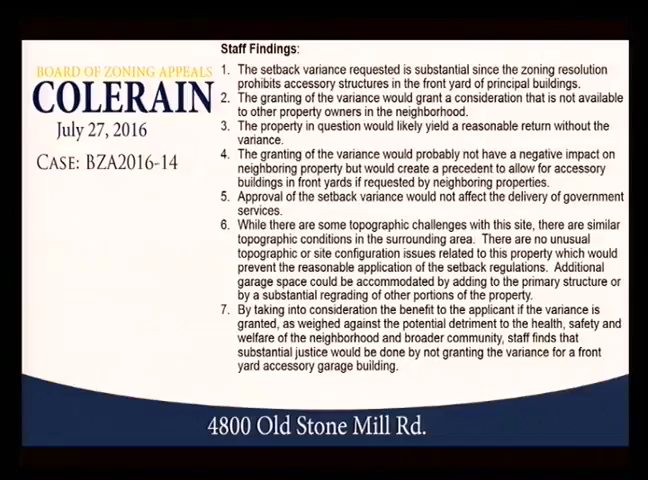 Staff Findings:
BOARD OF ZONING APPEALS
COLERAIN
July 27, 2016
CASE: BZA2016-14
1. The setback variance requested is substantial since the zoning resolution
prohibits accessory structures in the front yard of principal buildings.
2. The granting of the variance would grant a consideration that is not available
to other property owners in the neighborhood.
3. The property in question would likely yield a reasonable return without the
variance.
4. The granting of the variance would probably not have a negative impact on
neighboring property but would create a precedent to allow for accessory
buildings in front yards if requested by neighboring properties.
5. Approval of the setback variance would not affect the delivery of government
services.
6. While there are some topographic challenges with this site, there are similar
topographic conditions in the surrounding area. There are no unusual
topographic or site configuration issues related to this property which would
prevent the reasonable application of the setback regulations. Additional
garage space could be accommodated by adding to the primary structure or
by a substantial regrading of other portions of the property.
7. By taking into consideration the benefit to the applicant if the variance is
granted, as weighed against the potential detriment to the health, safety and
welfare of the neighborhood and broader community, staff finds that
substantial justice would be done by not granting the variance for a front
yard accessory garage building.
4800 Old Stone Mill Rd.